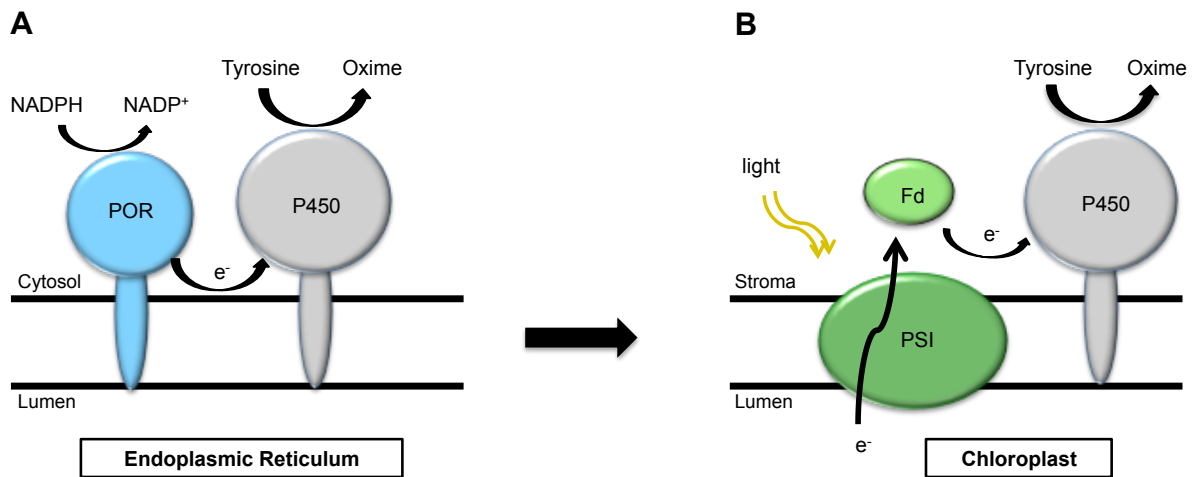 A
Tyrosine Oxime
NADPH NADP⁺
POR
P450
e⁻
Cytosol
Lumen
Endoplasmic Reticulum
B
Tyrosine Oxime
light
Fd
P450
e⁻
Stroma
PSI
Lumen
e⁻
Chloroplast